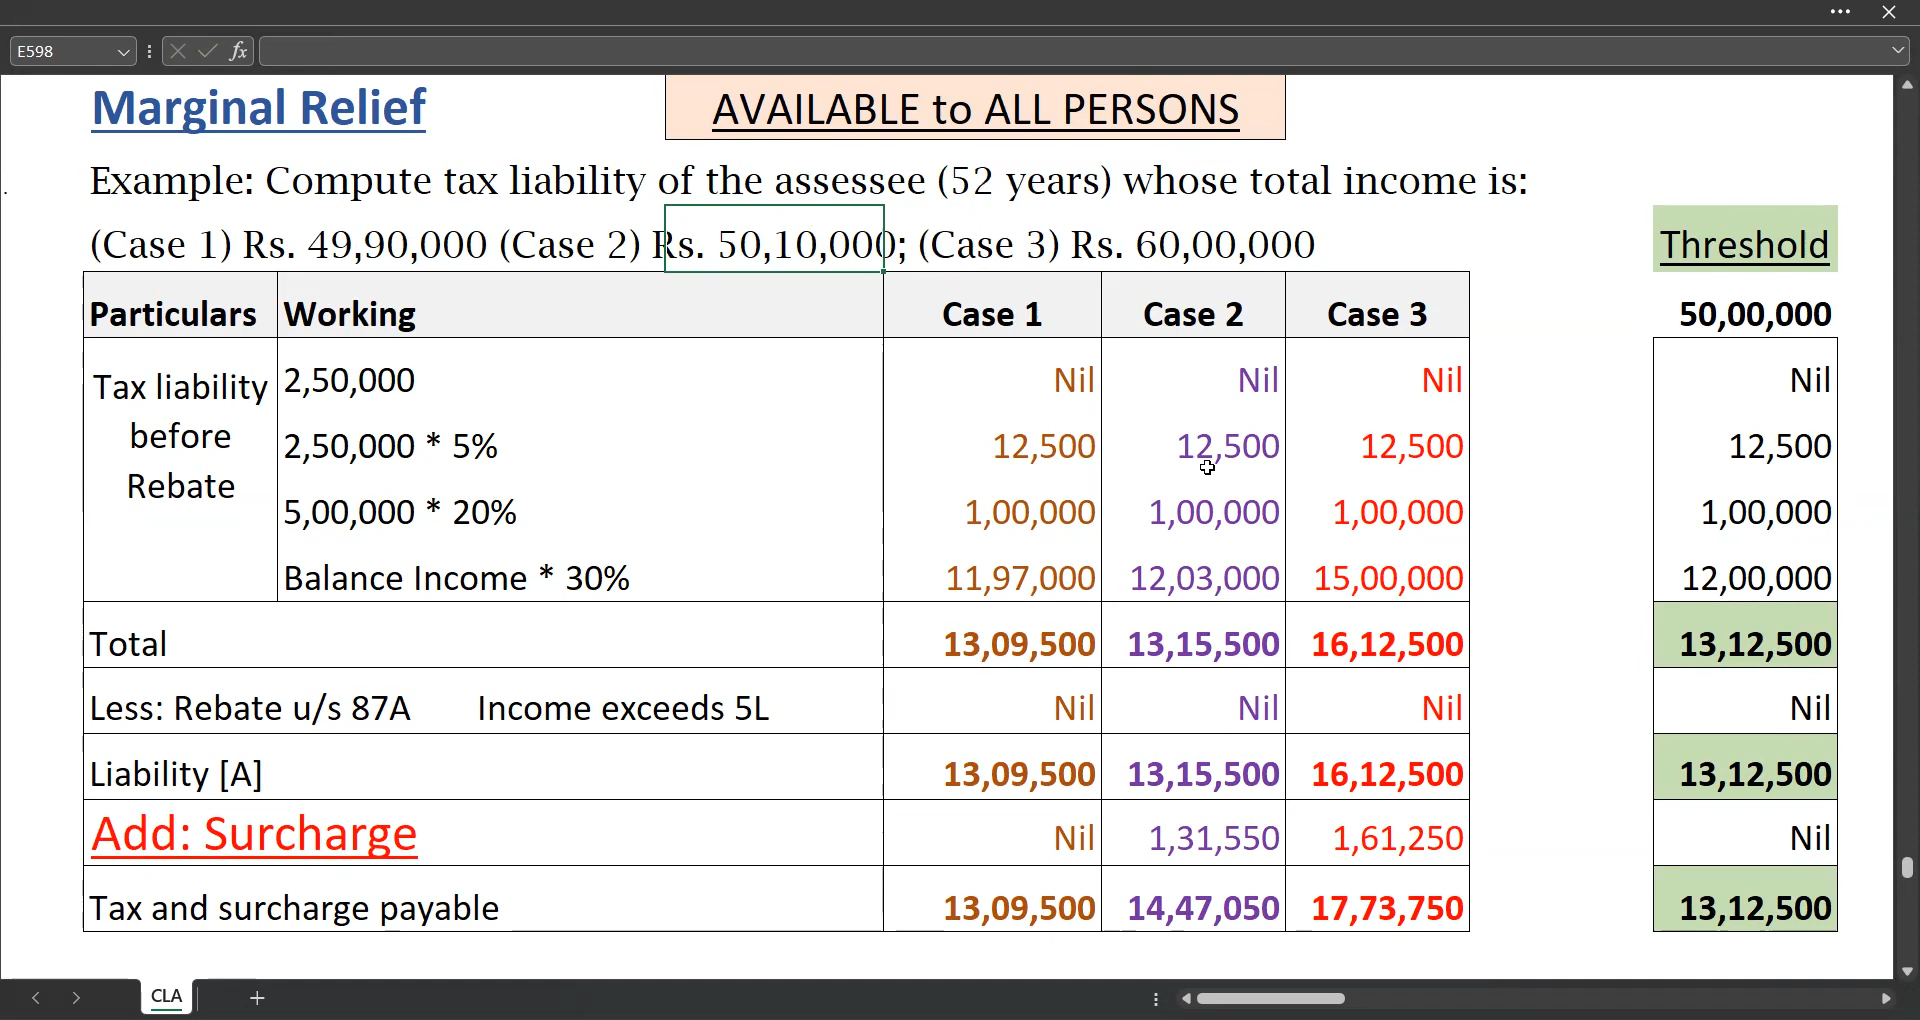 E598
fx
Marginal Relief
AVAILABLE to ALL PERSONS
Example: Compute tax liability of the assessee (52 years) whose total income is:
(Case 1) Rs. 49,90,000 (Case 2) Rs. 50,10,000; (Case 3) Rs. 60,00,000
Threshold
Particulars Working Case 1 Case 2 Case 3 50,00,000
Tax liability before Rebate
2,50,000 Nil Nil Nil Nil
2,50,000 * 5% 12,500 12,500 12,500 12,500
5,00,000 * 20% 1,00,000 1,00,000 1,00,000 1,00,000
Balance Income * 30% 11,97,000 12,03,000 15,00,000 12,00,000
Total 13,09,500 13,15,500 16,12,500 13,12,500
Less: Rebate u/s 87A Income exceeds 5L Nil Nil Nil Nil
Liability [A] 13,09,500 13,15,500 16,12,500 13,12,500
Add: Surcharge Nil 1,31,550 1,61,250 Nil
Tax and surcharge payable 13,09,500 14,47,050 17,73,750 13,12,500
CLA